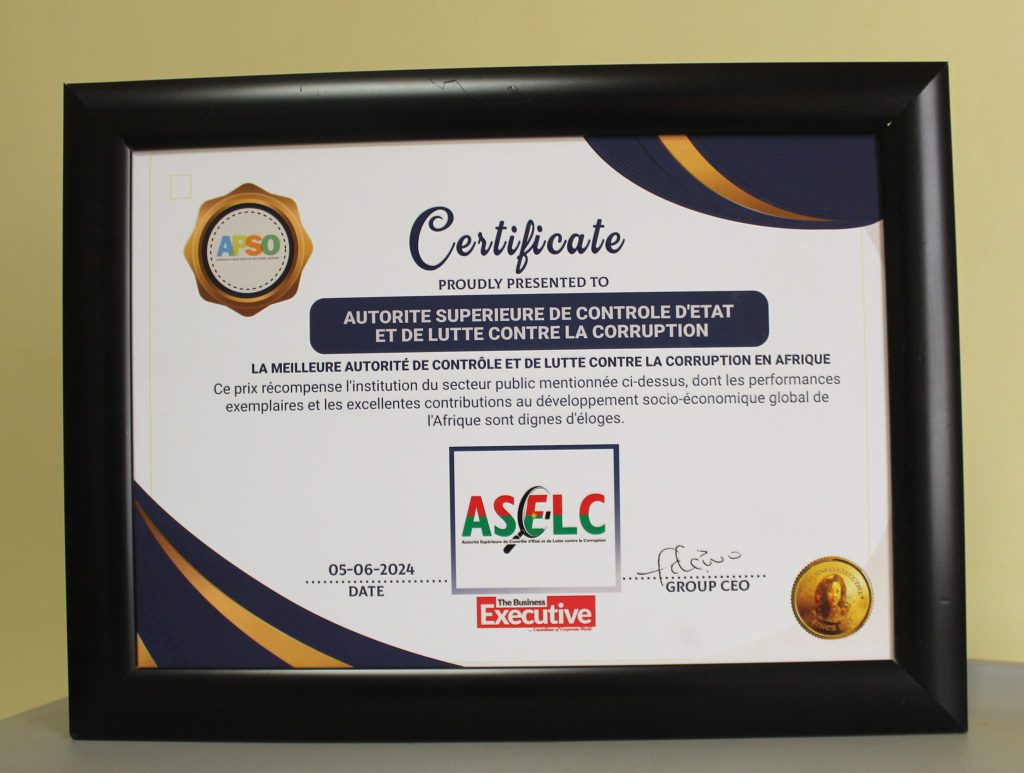 APSO
Certificate
PROUDLY PRESENTED TO
AUTORITE SUPERIEURE DE CONTROLE D'ETAT
ET DE LUTTE CONTRE LA CORRUPTION
LA MEILLEURE AUTORITÉ DE CONTRÔLE ET DE LUTTE CONTRE LA CORRUPTION EN AFRIQUE
Ce prix récompense l'institution du secteur public mentionnée ci-dessus, dont les performances
exemplaires et les excellentes contributions au développement socio-économique global de
l'Afrique sont dignes d'éloges.
ASCE-LC
Autorité Supérieure de Contrôle d'Etat et de Lutte contre la Corruption
05-06-2024
DATE
GROUP CEO
The Business
Executive
Custodians of Corporate World